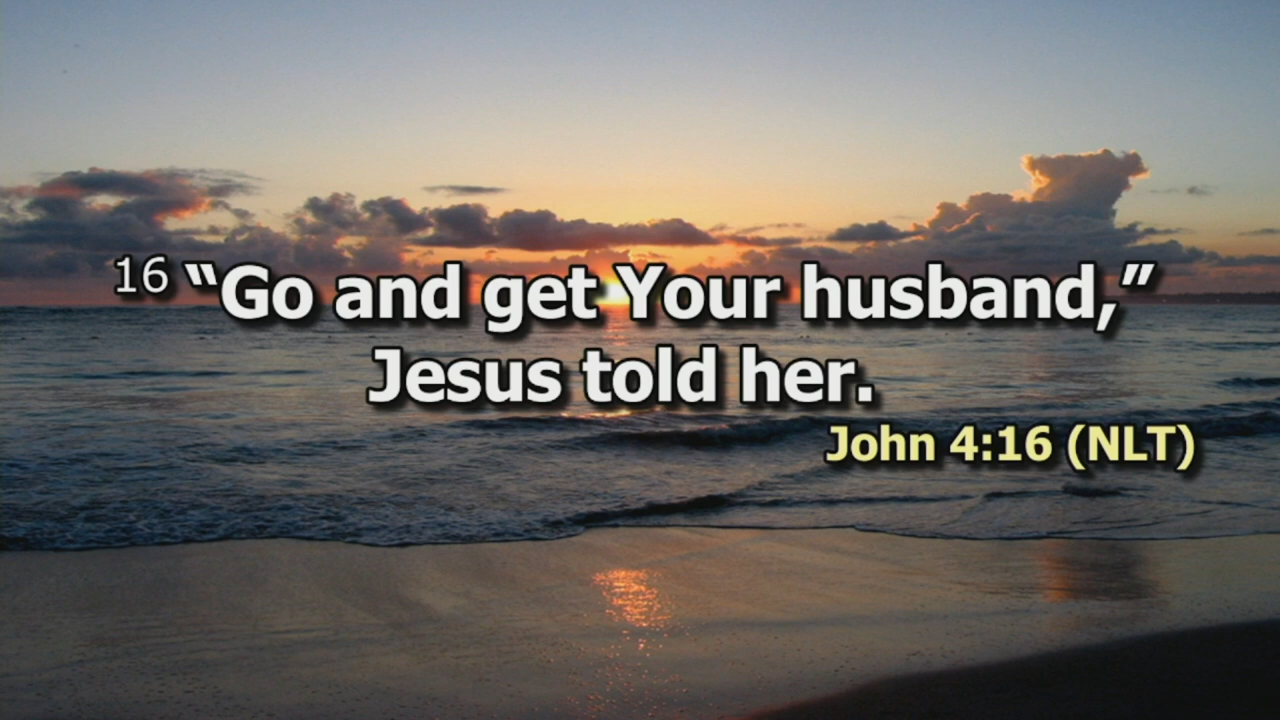 16 “Go and get Your husband,”
Jesus told her.
John 4:16 (NLT)